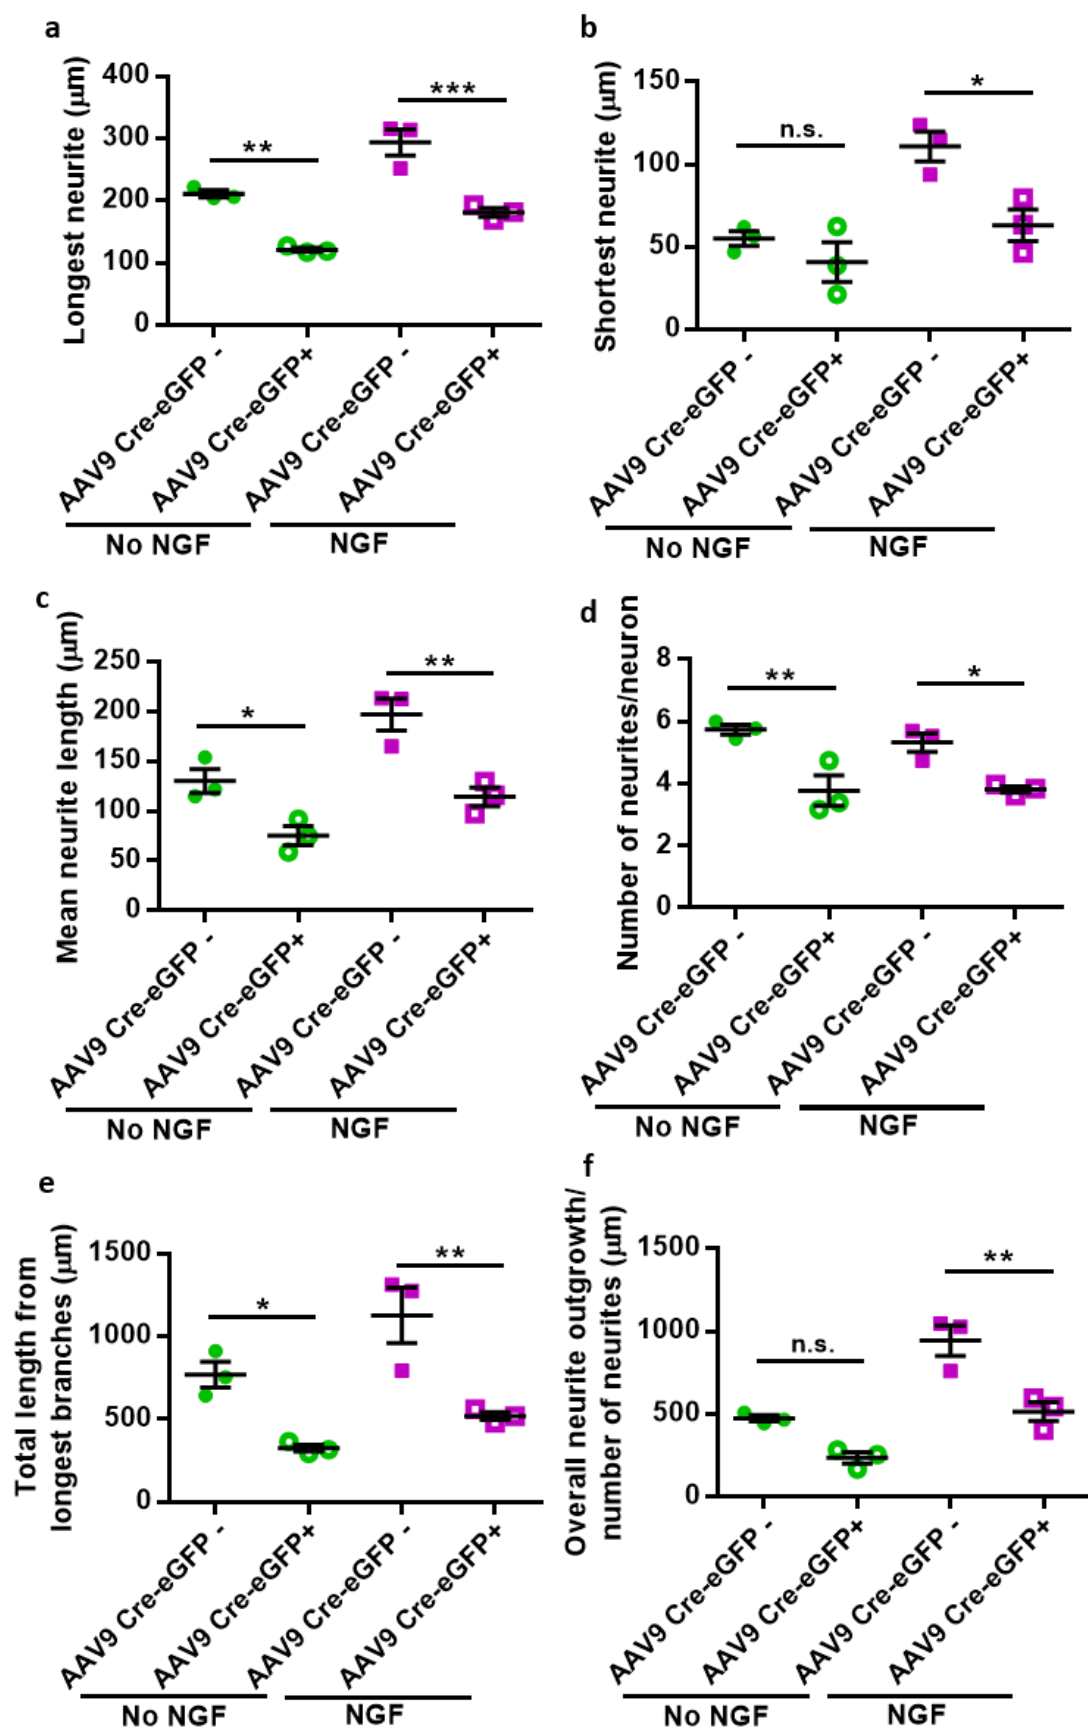 a
Longest neurite (μm)
400
300
200
100
0
**
***
AAV9 Cre-eGFP -
AAV9 Cre-eGFP+
AAV9 Cre-eGFP -
AAV9 Cre-eGFP+
No NGF
NGF
b
Shortest neurite (μm)
150
100
50
0
n.s.
*
AAV9 Cre-eGFP -
AAV9 Cre-eGFP+
AAV9 Cre-eGFP -
AAV9 Cre-eGFP+
No NGF
NGF
c
Mean neurite length (μm)
250
200
150
100
50
0
*
**
AAV9 Cre-eGFP -
AAV9 Cre-eGFP+
AAV9 Cre-eGFP -
AAV9 Cre-eGFP+
No NGF
NGF
d
Number of neurites/neuron
8
6
4
2
0
**
*
AAV9 Cre-eGFP -
AAV9 Cre-eGFP+
AAV9 Cre-eGFP -
AAV9 Cre-eGFP+
No NGF
NGF
e
Total length from
longest branches (μm)
1500
1000
500
0
*
**
AAV9 Cre-eGFP -
AAV9 Cre-eGFP+
AAV9 Cre-eGFP -
AAV9 Cre-eGFP+
No NGF
NGF
f
Overall neurite outgrowth/
number of neurites (μm)
1500
1000
500
0
n.s.
**
AAV9 Cre-eGFP -
AAV9 Cre-eGFP+
AAV9 Cre-eGFP -
AAV9 Cre-eGFP+
No NGF
NGF